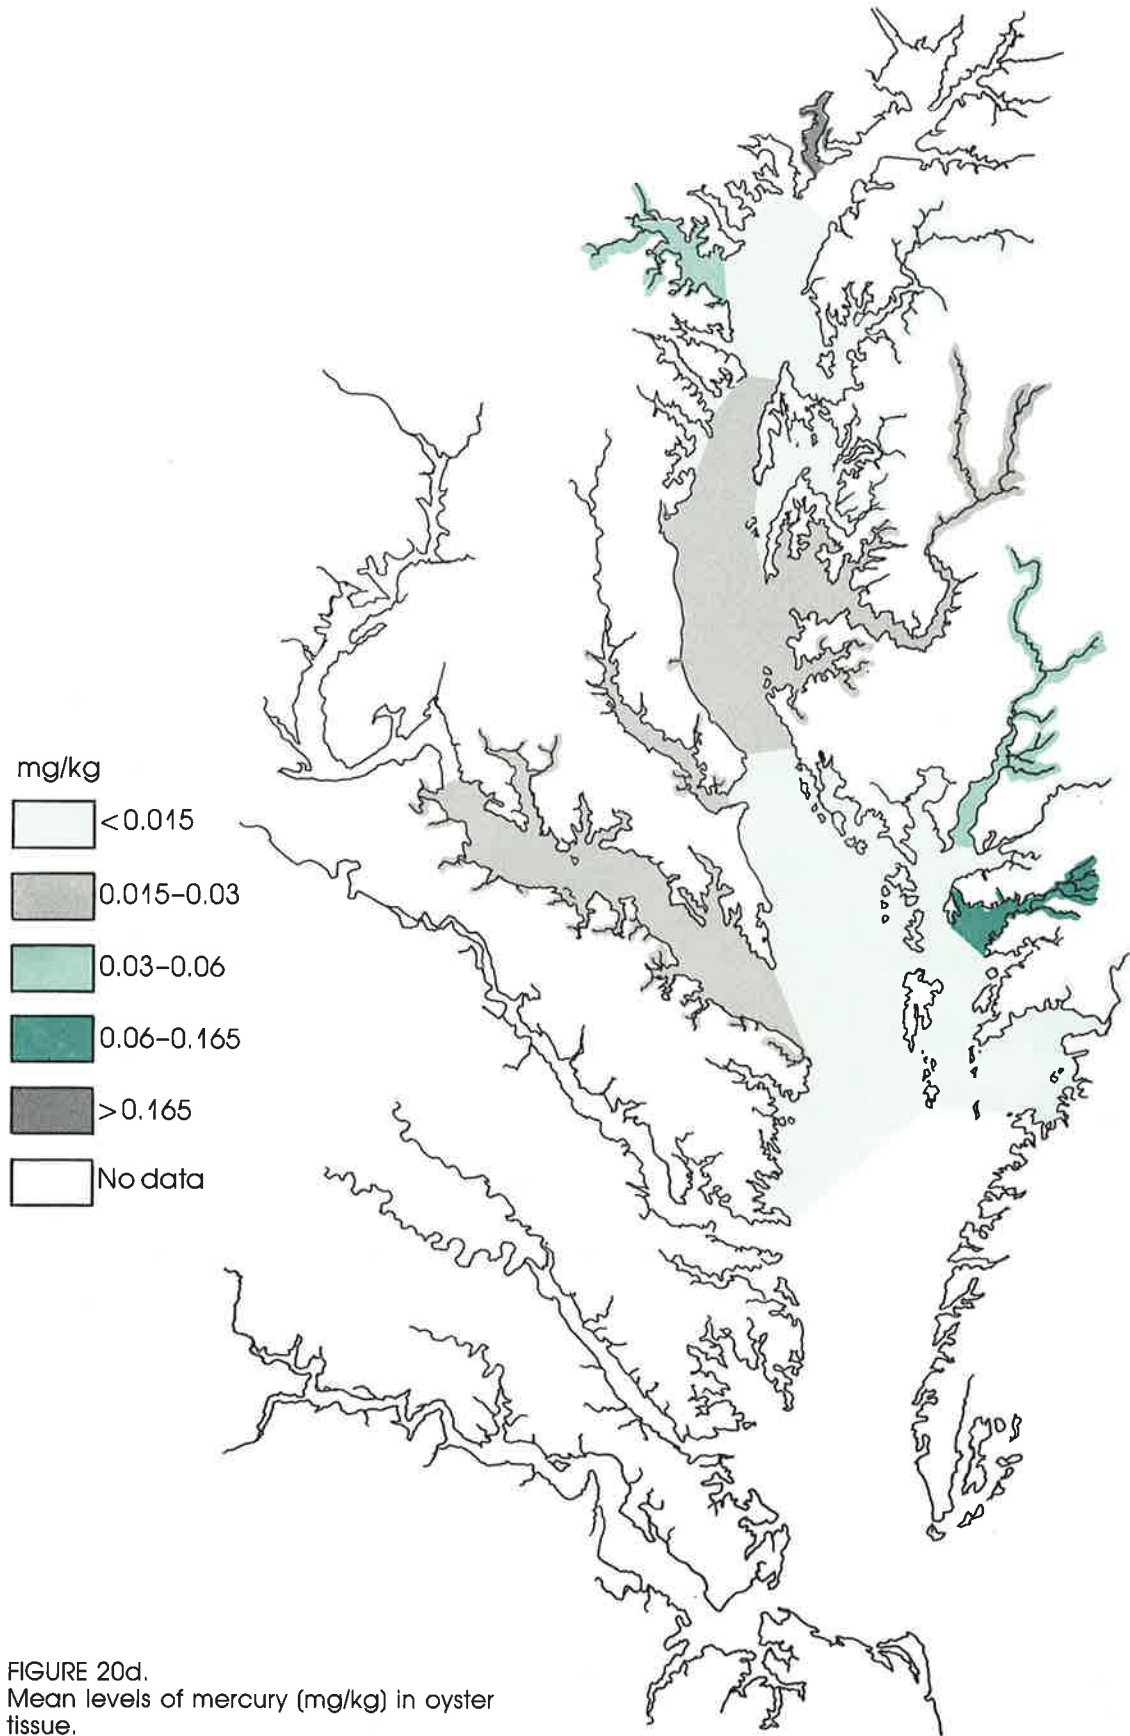 mg/kg
<0.015
0.015-0.03
0.03-0.06
0.06-0.165
>0.165
No data
FIGURE 20d.
Mean levels of mercury (mg/kg) in oyster
tissue.